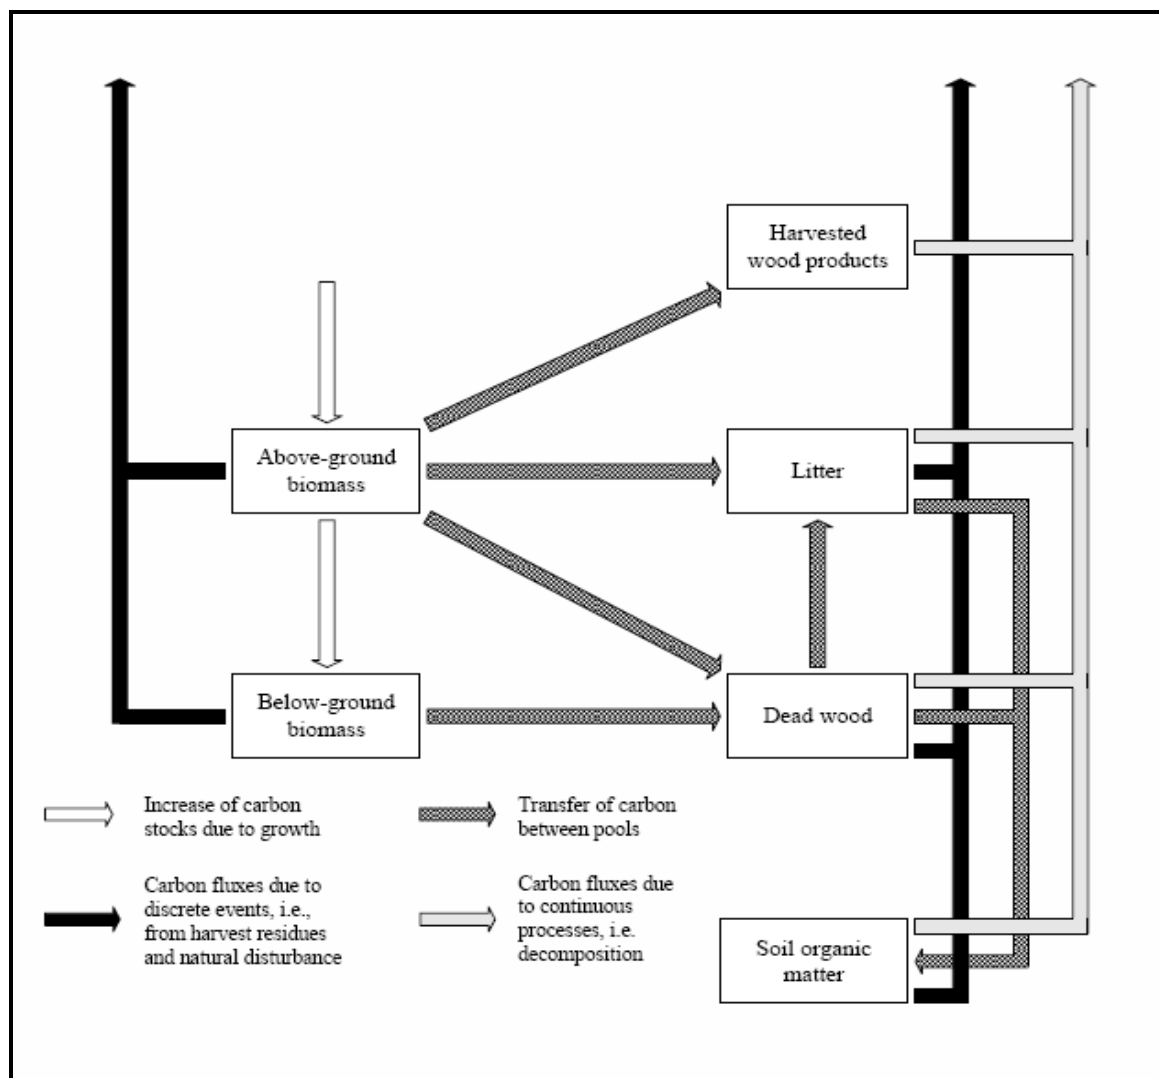 Harvested
wood products
Above-ground
biomass
Litter
Below-ground
biomass
Dead wood
Increase of carbon
stocks due to growth
Transfer of carbon
between pools
Carbon fluxes due to
discrete events, i.e.,
from harvest residues
and natural disturbance
Carbon fluxes due
to continuous
processes, i.e.
decomposition
Soil organic
matter